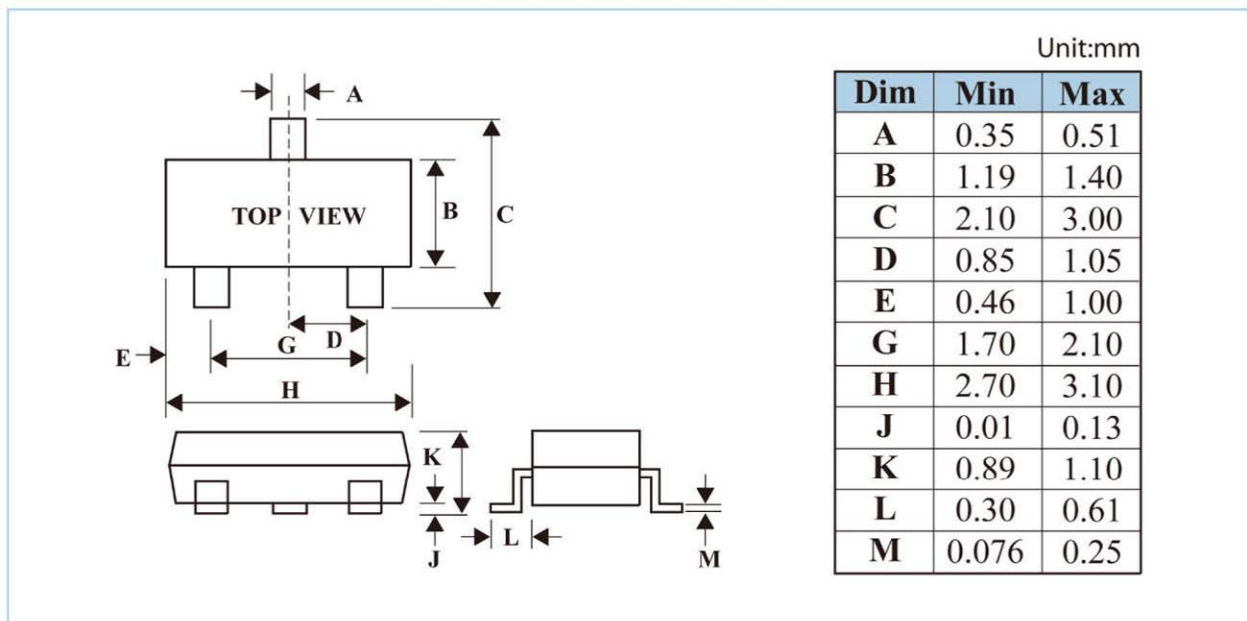 Unit:mm
A
TOP VIEW
B
C
D
G
E
H
K
J
L
M
Dim Min Max
A 0.35 0.51
B 1.19 1.40
C 2.10 3.00
D 0.85 1.05
E 0.46 1.00
G 1.70 2.10
H 2.70 3.10
J 0.01 0.13
K 0.89 1.10
L 0.30 0.61
M 0.076 0.25